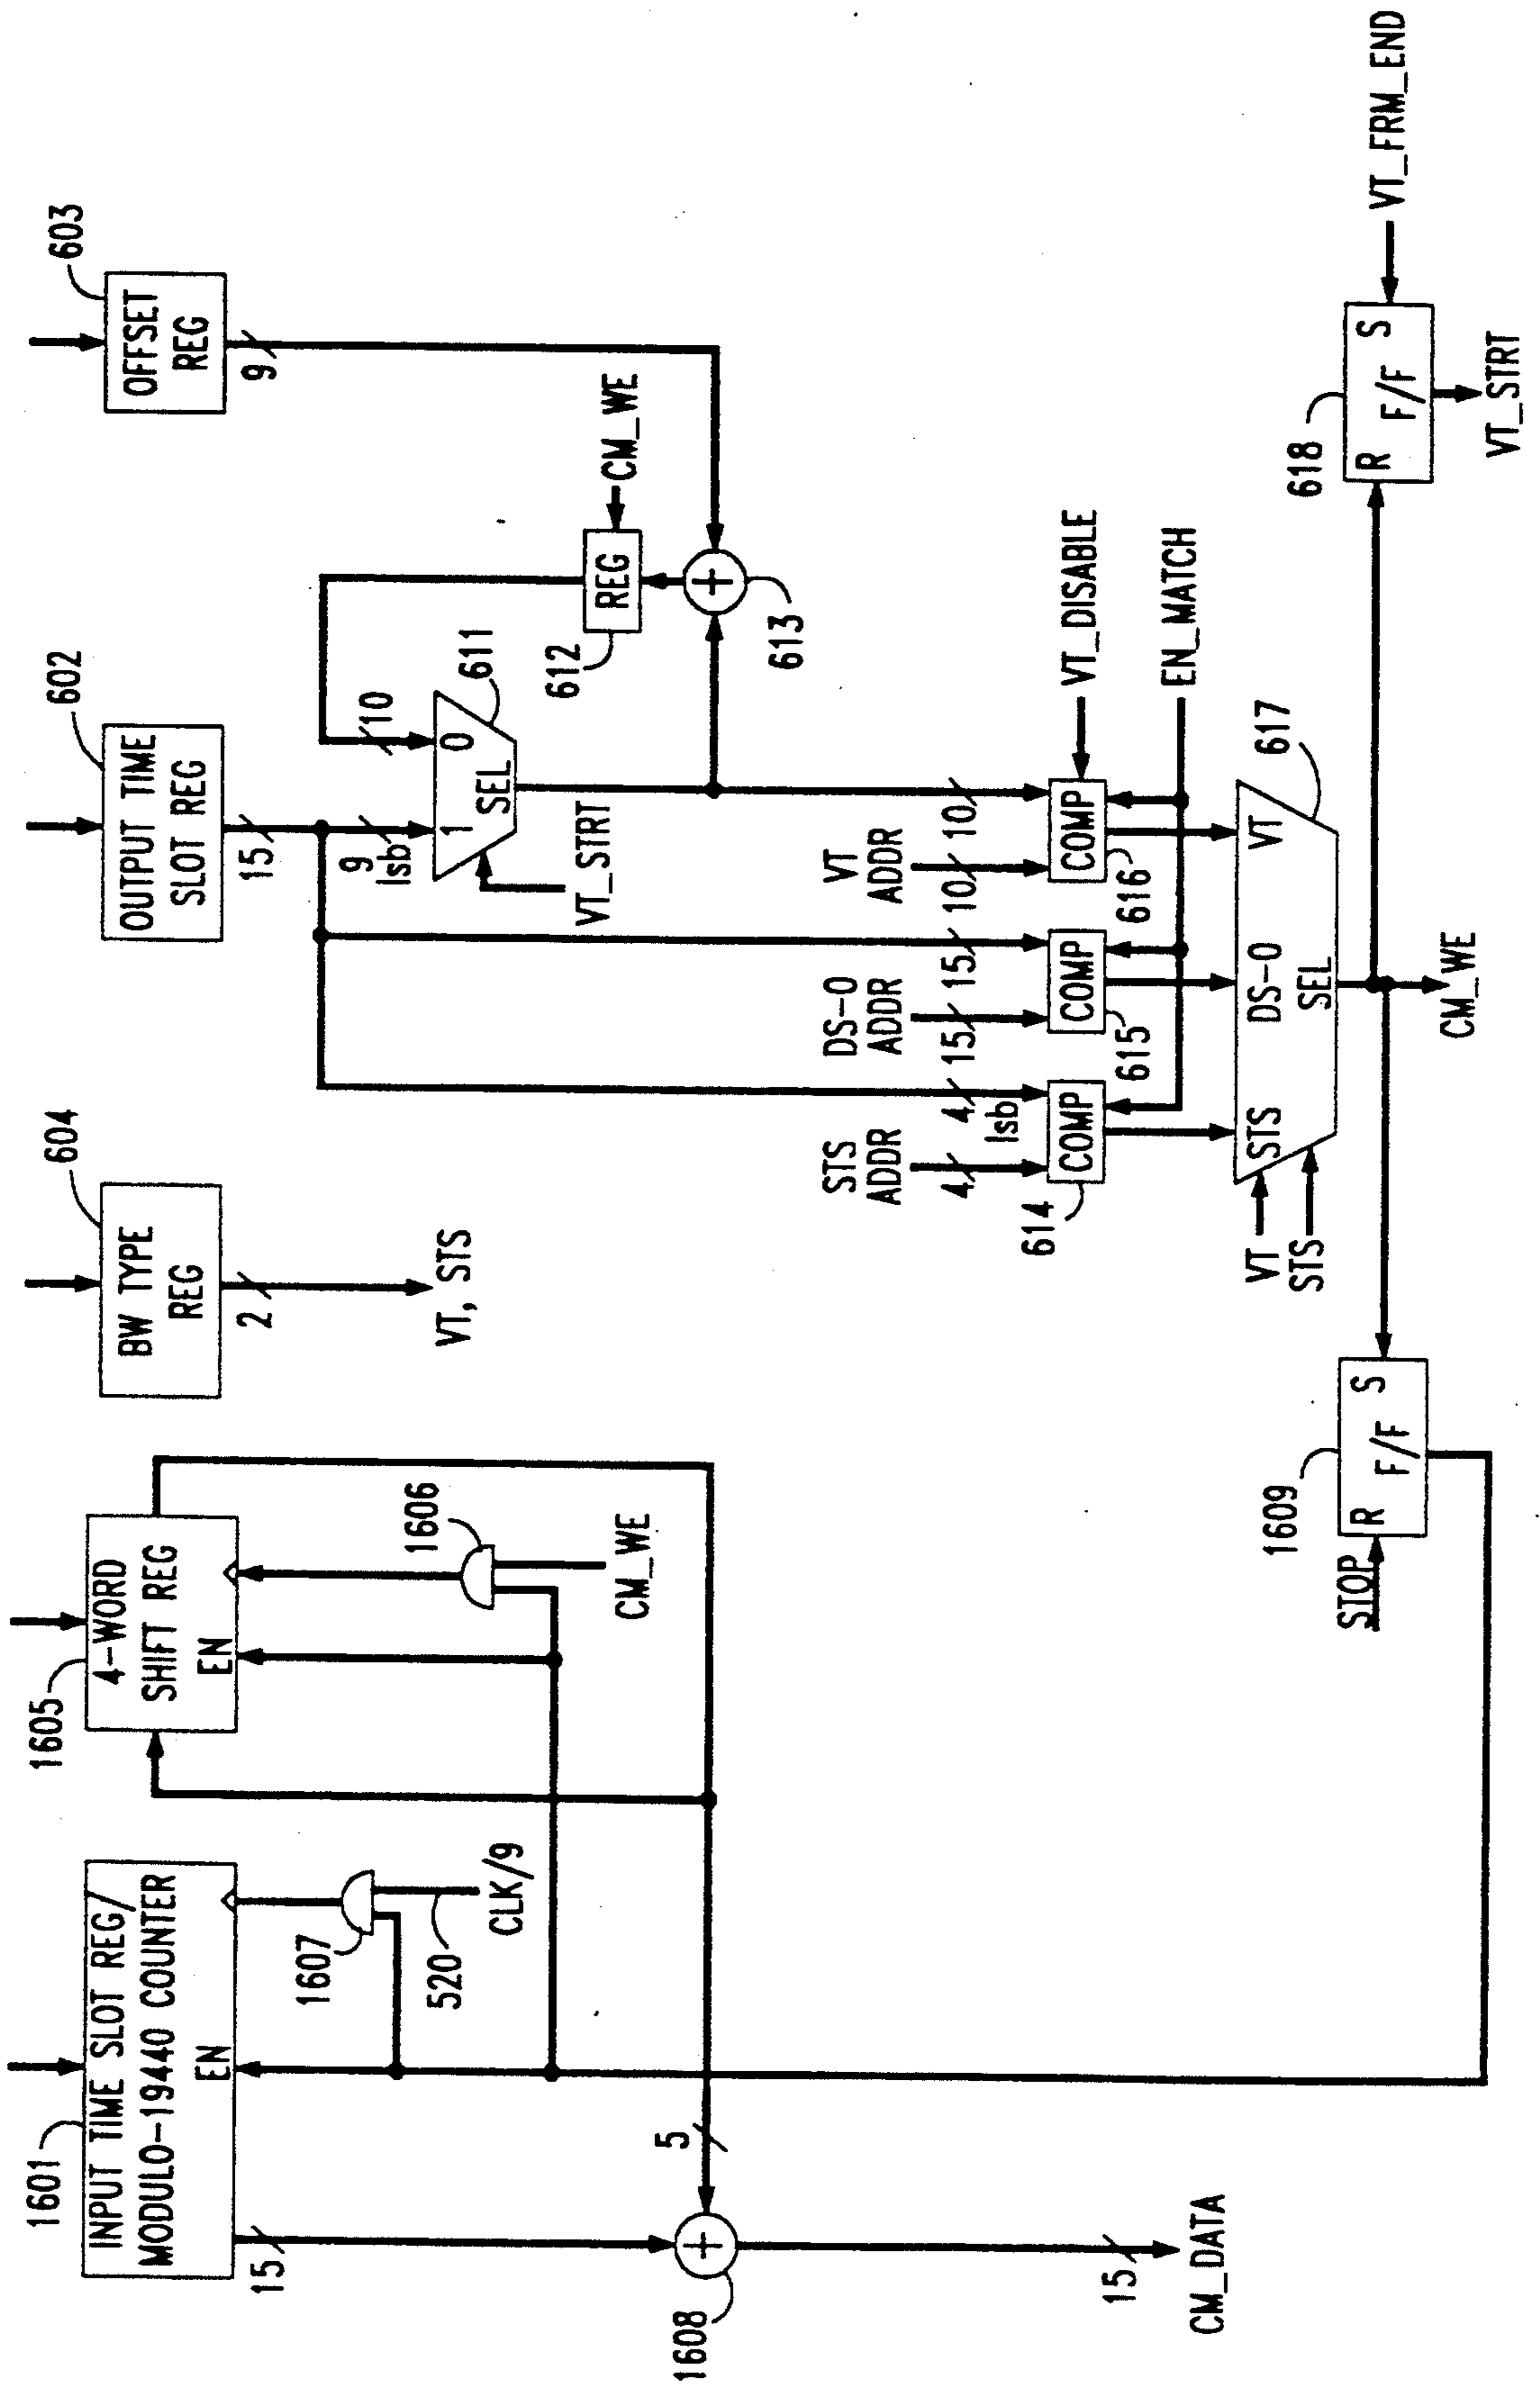 1601
INPUT TIME SLOT REG/
MODULO-19440 COUNTER
EN
15
1607
520
CLK/9
1605
4-WORD
SHIFT REG
EN
1606
CM_WE
5
1608
15
CM_DATA
604
BW TYPE
REG
2
VT, STS
602
OUTPUT TIME
SLOT REG
15
9
lsb
10
1
0
SEL
611
VT_STRT
603
OFFSET
REG
9
612
REG
CM_WE
613
STS
ADDR
4
4
lsb
DS-0
ADDR
15
15
VT
ADDR
10
10
VT_DISABLE
EN_MATCH
614
COMP
615
COMP
616
COMP
VT
STS
STS
DS-0
VT
SEL
617
CM_WE
1609
STOP
R
S
F/F
618
R
S
F/F
VT_FRM_END
VT_STRT